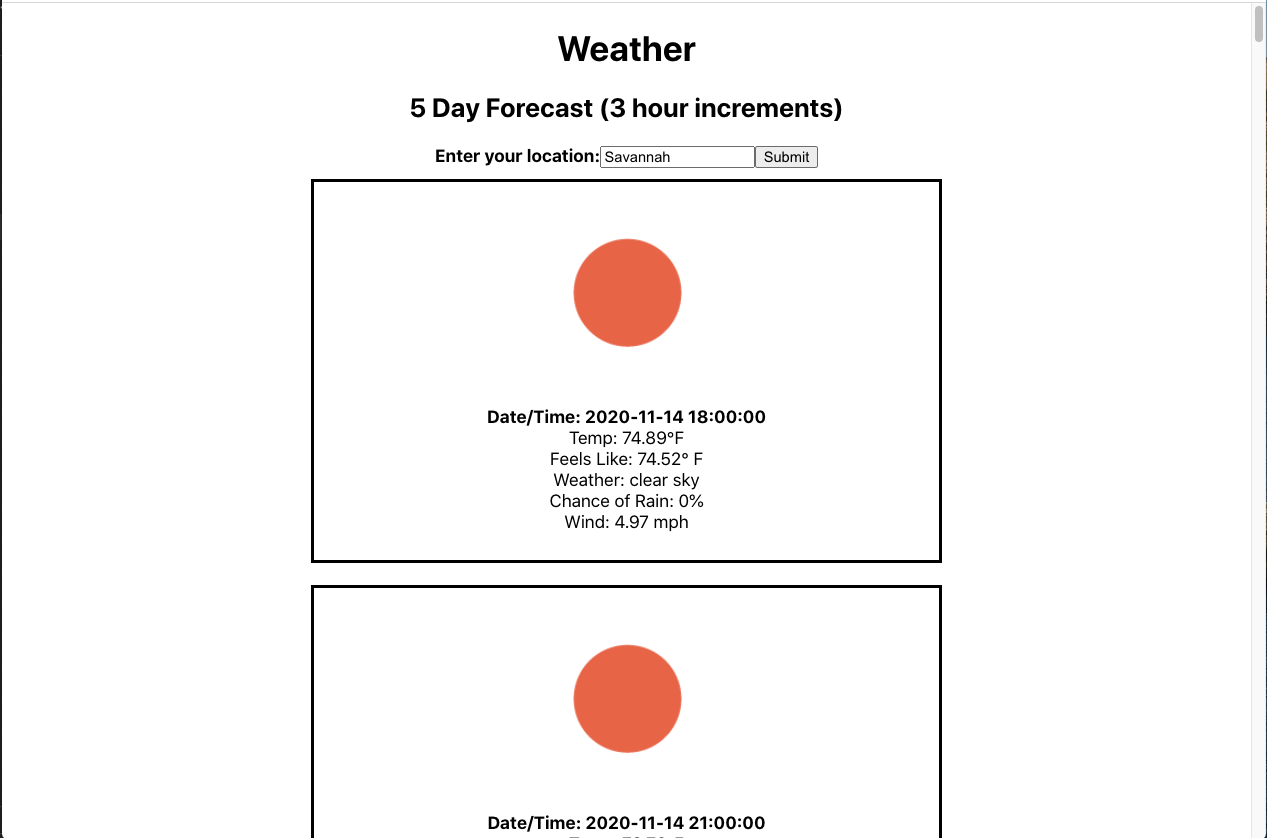 Weather
5 Day Forecast (3 hour increments)
Enter your location: Savannah Submit
Date/Time: 2020-11-14 18:00:00
Temp: 74.89°F
Feels Like: 74.52° F
Weather: clear sky
Chance of Rain: 0%
Wind: 4.97 mph
Date/Time: 2020-11-14 21:00:00